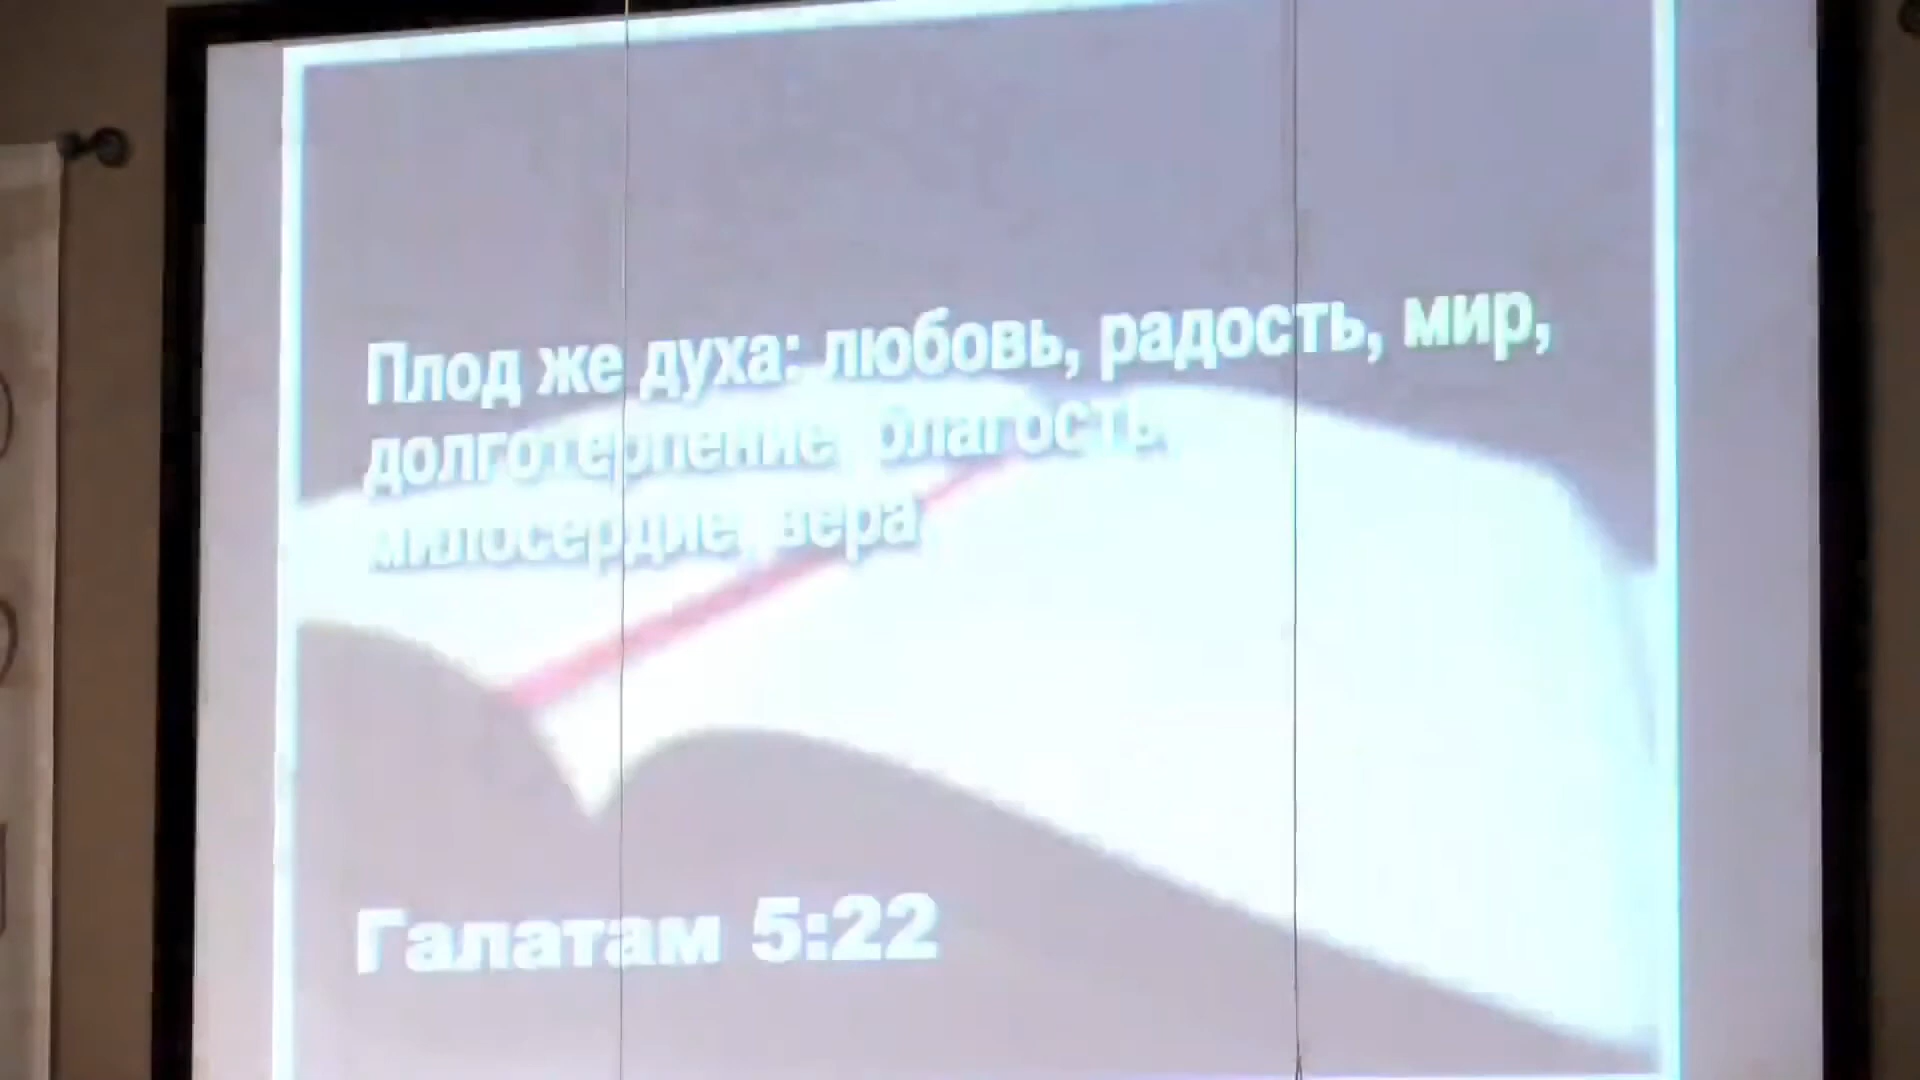 Плод же духа: любовь, радость, мир,
долготерпение, благость,
милосердие, вера
Галатам 5:22